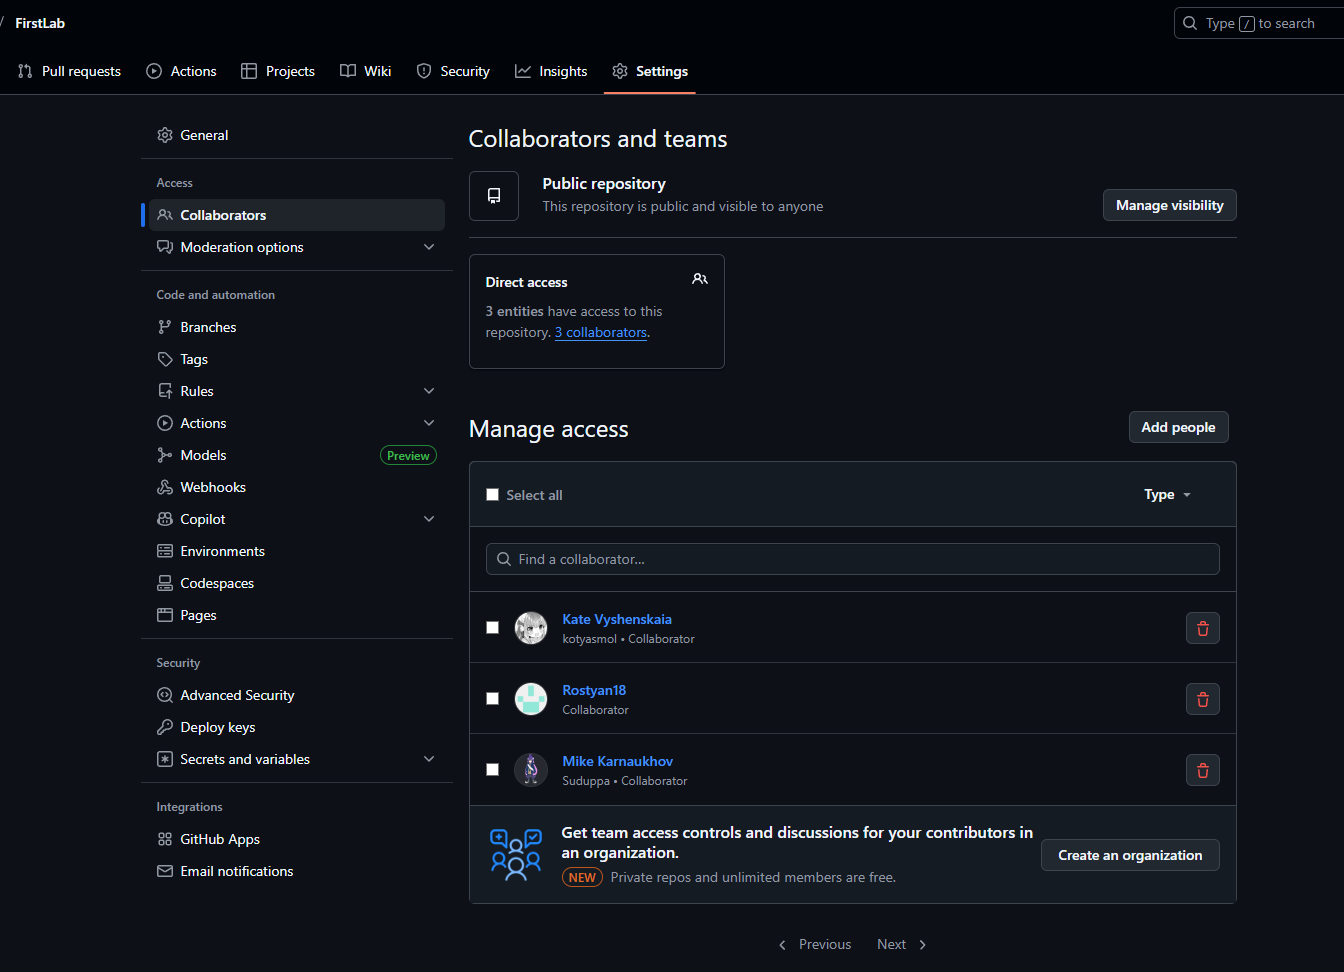 / FirstLab
Type / to search
Pull requests Actions Projects Wiki Security Insights Settings
General
Access
Collaborators
Moderation options
Code and automation
Branches
Tags
Rules
Actions
Models Preview
Webhooks
Copilot
Environments
Codespaces
Pages
Security
Advanced Security
Deploy keys
Secrets and variables
Integrations
GitHub Apps
Email notifications
Collaborators and teams
Public repository
This repository is public and visible to anyone
Manage visibility
Direct access
3 entities have access to this
repository. 3 collaborators.
Manage access
Add people
Select all
Type
Find a collaborator...
Kate Vyshenskaia
kotyasmol • Collaborator
Rostyan18
Collaborator
Mike Karnaukhov
Suduppa • Collaborator
Get team access controls and discussions for your contributors in
an organization.
NEW Private repos and unlimited members are free.
Create an organization
Previous Next